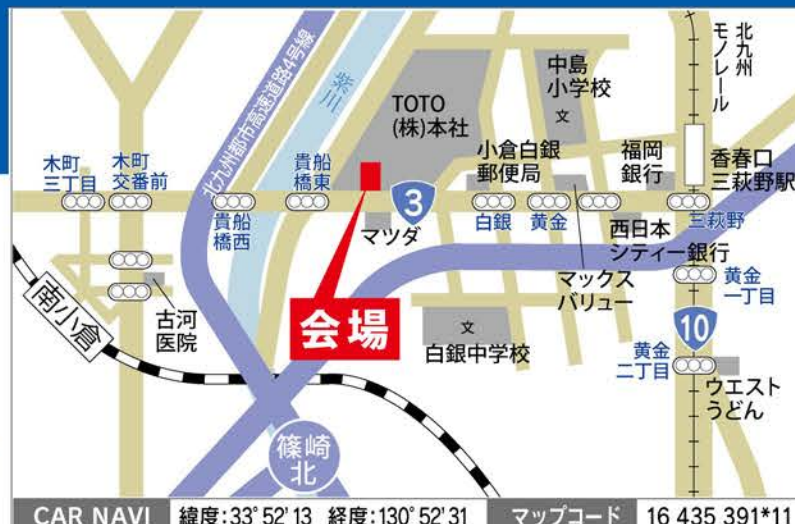 北九州都市高速道路4号線
紫川
TOTO
(株)本社
中島
小学校
文
北九州
モノレール
木町
三丁目
木町
交番前
貴船
橋東
小倉白銀
郵便局
福岡
銀行
香春口
三萩野駅
3
貴船
橋西
マツダ
白銀
黄金
西日本
シティー銀行
三萩野
マックス
バリュー
黄金
一丁目
南小倉
古河
医院
会場
文
白銀中学校
10
黄金
二丁目
ウエスト
うどん
篠崎
北
CAR NAVI 緯度:33°52'13 経度:130°52'31 マップコード 16 435 391*11